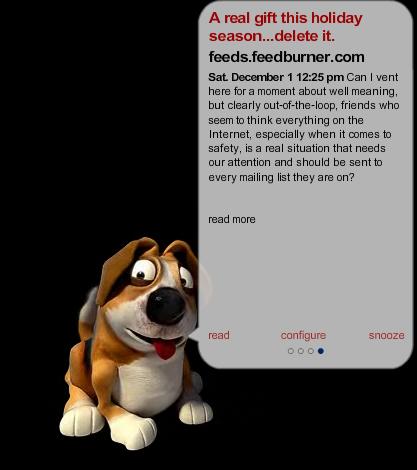 A real gift this holiday
season...delete it.
feeds.feedburner.com
Sat. December 1 12:25 pm Can I vent
here for a moment about well meaning,
but clearly out-of-the-loop, friends who
seem to think everything on the
Internet, especially when it comes to
safety, is a real situation that needs
our attention and should be sent to
every mailing list they are on?
read more
read configure snooze